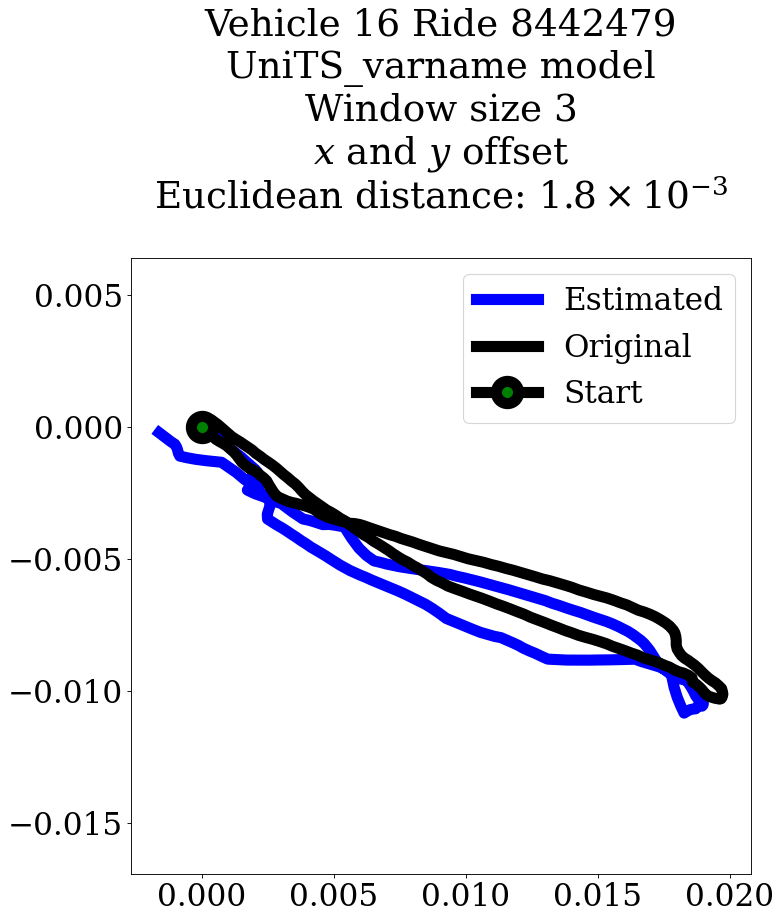 Vehicle 16 Ride 8442479
UniTS_varname model
Window size 3
x and y offset
Euclidean distance: 1.8 × 10⁻³
Estimated
Original
Start
0.005
0.000
−0.005
−0.010
−0.015
0.000 0.005 0.010 0.015 0.020